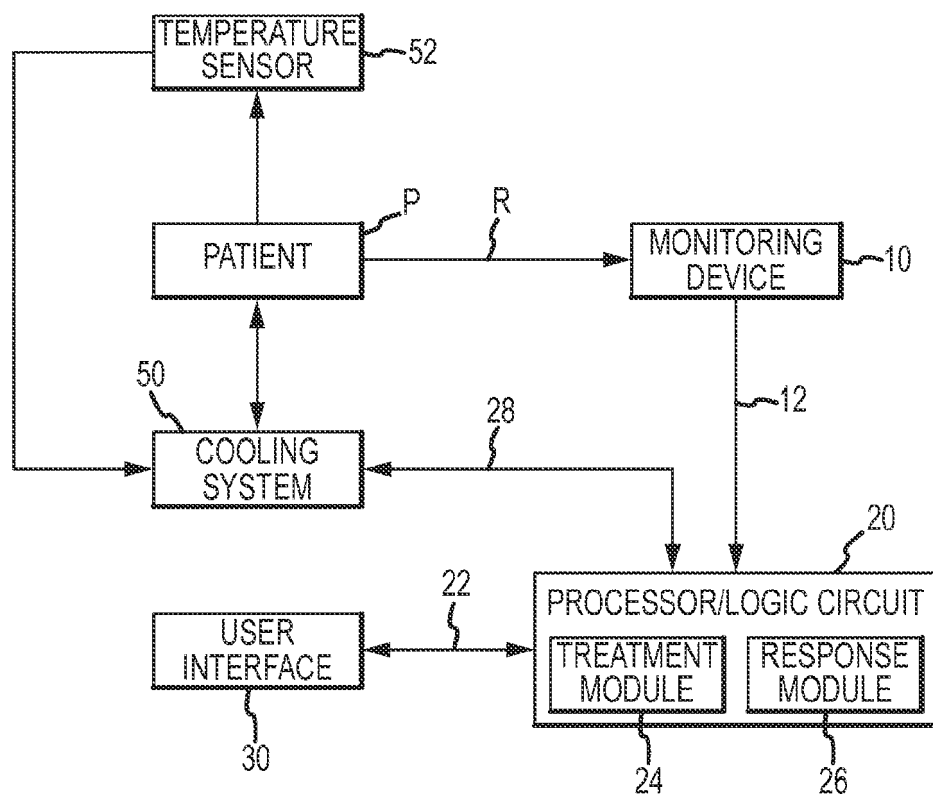 TEMPERATURE
SENSOR
52
P
R
PATIENT
MONITORING
DEVICE
10
50
12
28
COOLING
SYSTEM
20
22
PROCESSOR/LOGIC CIRCUIT
USER
INTERFACE
TREATMENT
MODULE
RESPONSE
MODULE
30
24
26